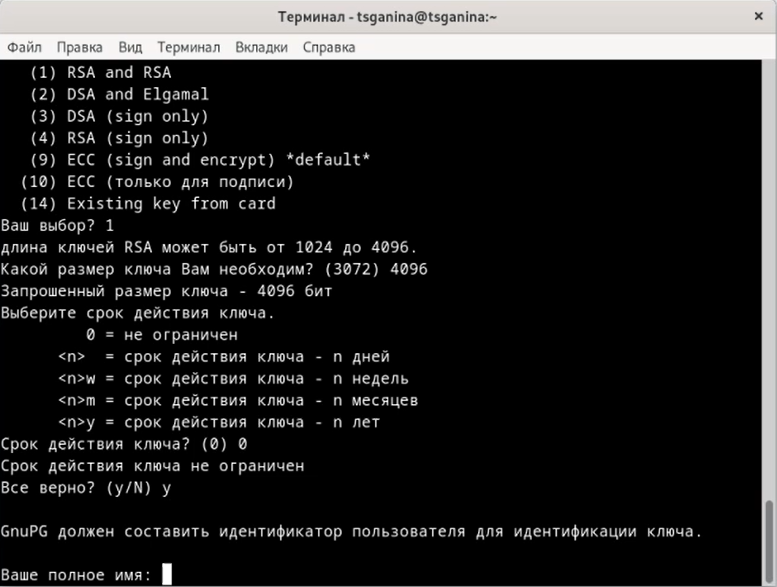 Терминал - tsganina@tsganina:~
×
Файл Правка Вид Терминал Вкладки Справка
(1) RSA and RSA
(2) DSA and Elgamal
(3) DSA (sign only)
(4) RSA (sign only)
(9) ECC (sign and encrypt) *default*
(10) ECC (только для подписи)
(14) Existing key from card
Ваш выбор? 1
длина ключей RSA может быть от 1024 до 4096.
Какой размер ключа Вам необходим? (3072) 4096
Запрошенный размер ключа - 4096 бит
Выберите срок действия ключа.
0 = не ограничен
<n> = срок действия ключа - n дней
<n>w = срок действия ключа - n недель
<n>m = срок действия ключа - n месяцев
<n>y = срок действия ключа - n лет
Срок действия ключа? (0) 0
Срок действия ключа не ограничен
Все верно? (y/N) y
GnuPG должен составить идентификатор пользователя для идентификации ключа.
Ваше полное имя: